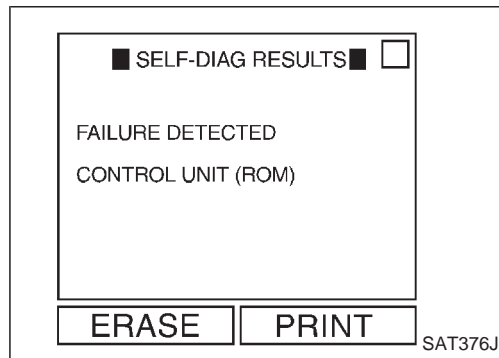 SELF-DIAG RESULTS
FAILURE DETECTED
CONTROL UNIT (ROM)
ERASE PRINT
SAT376J